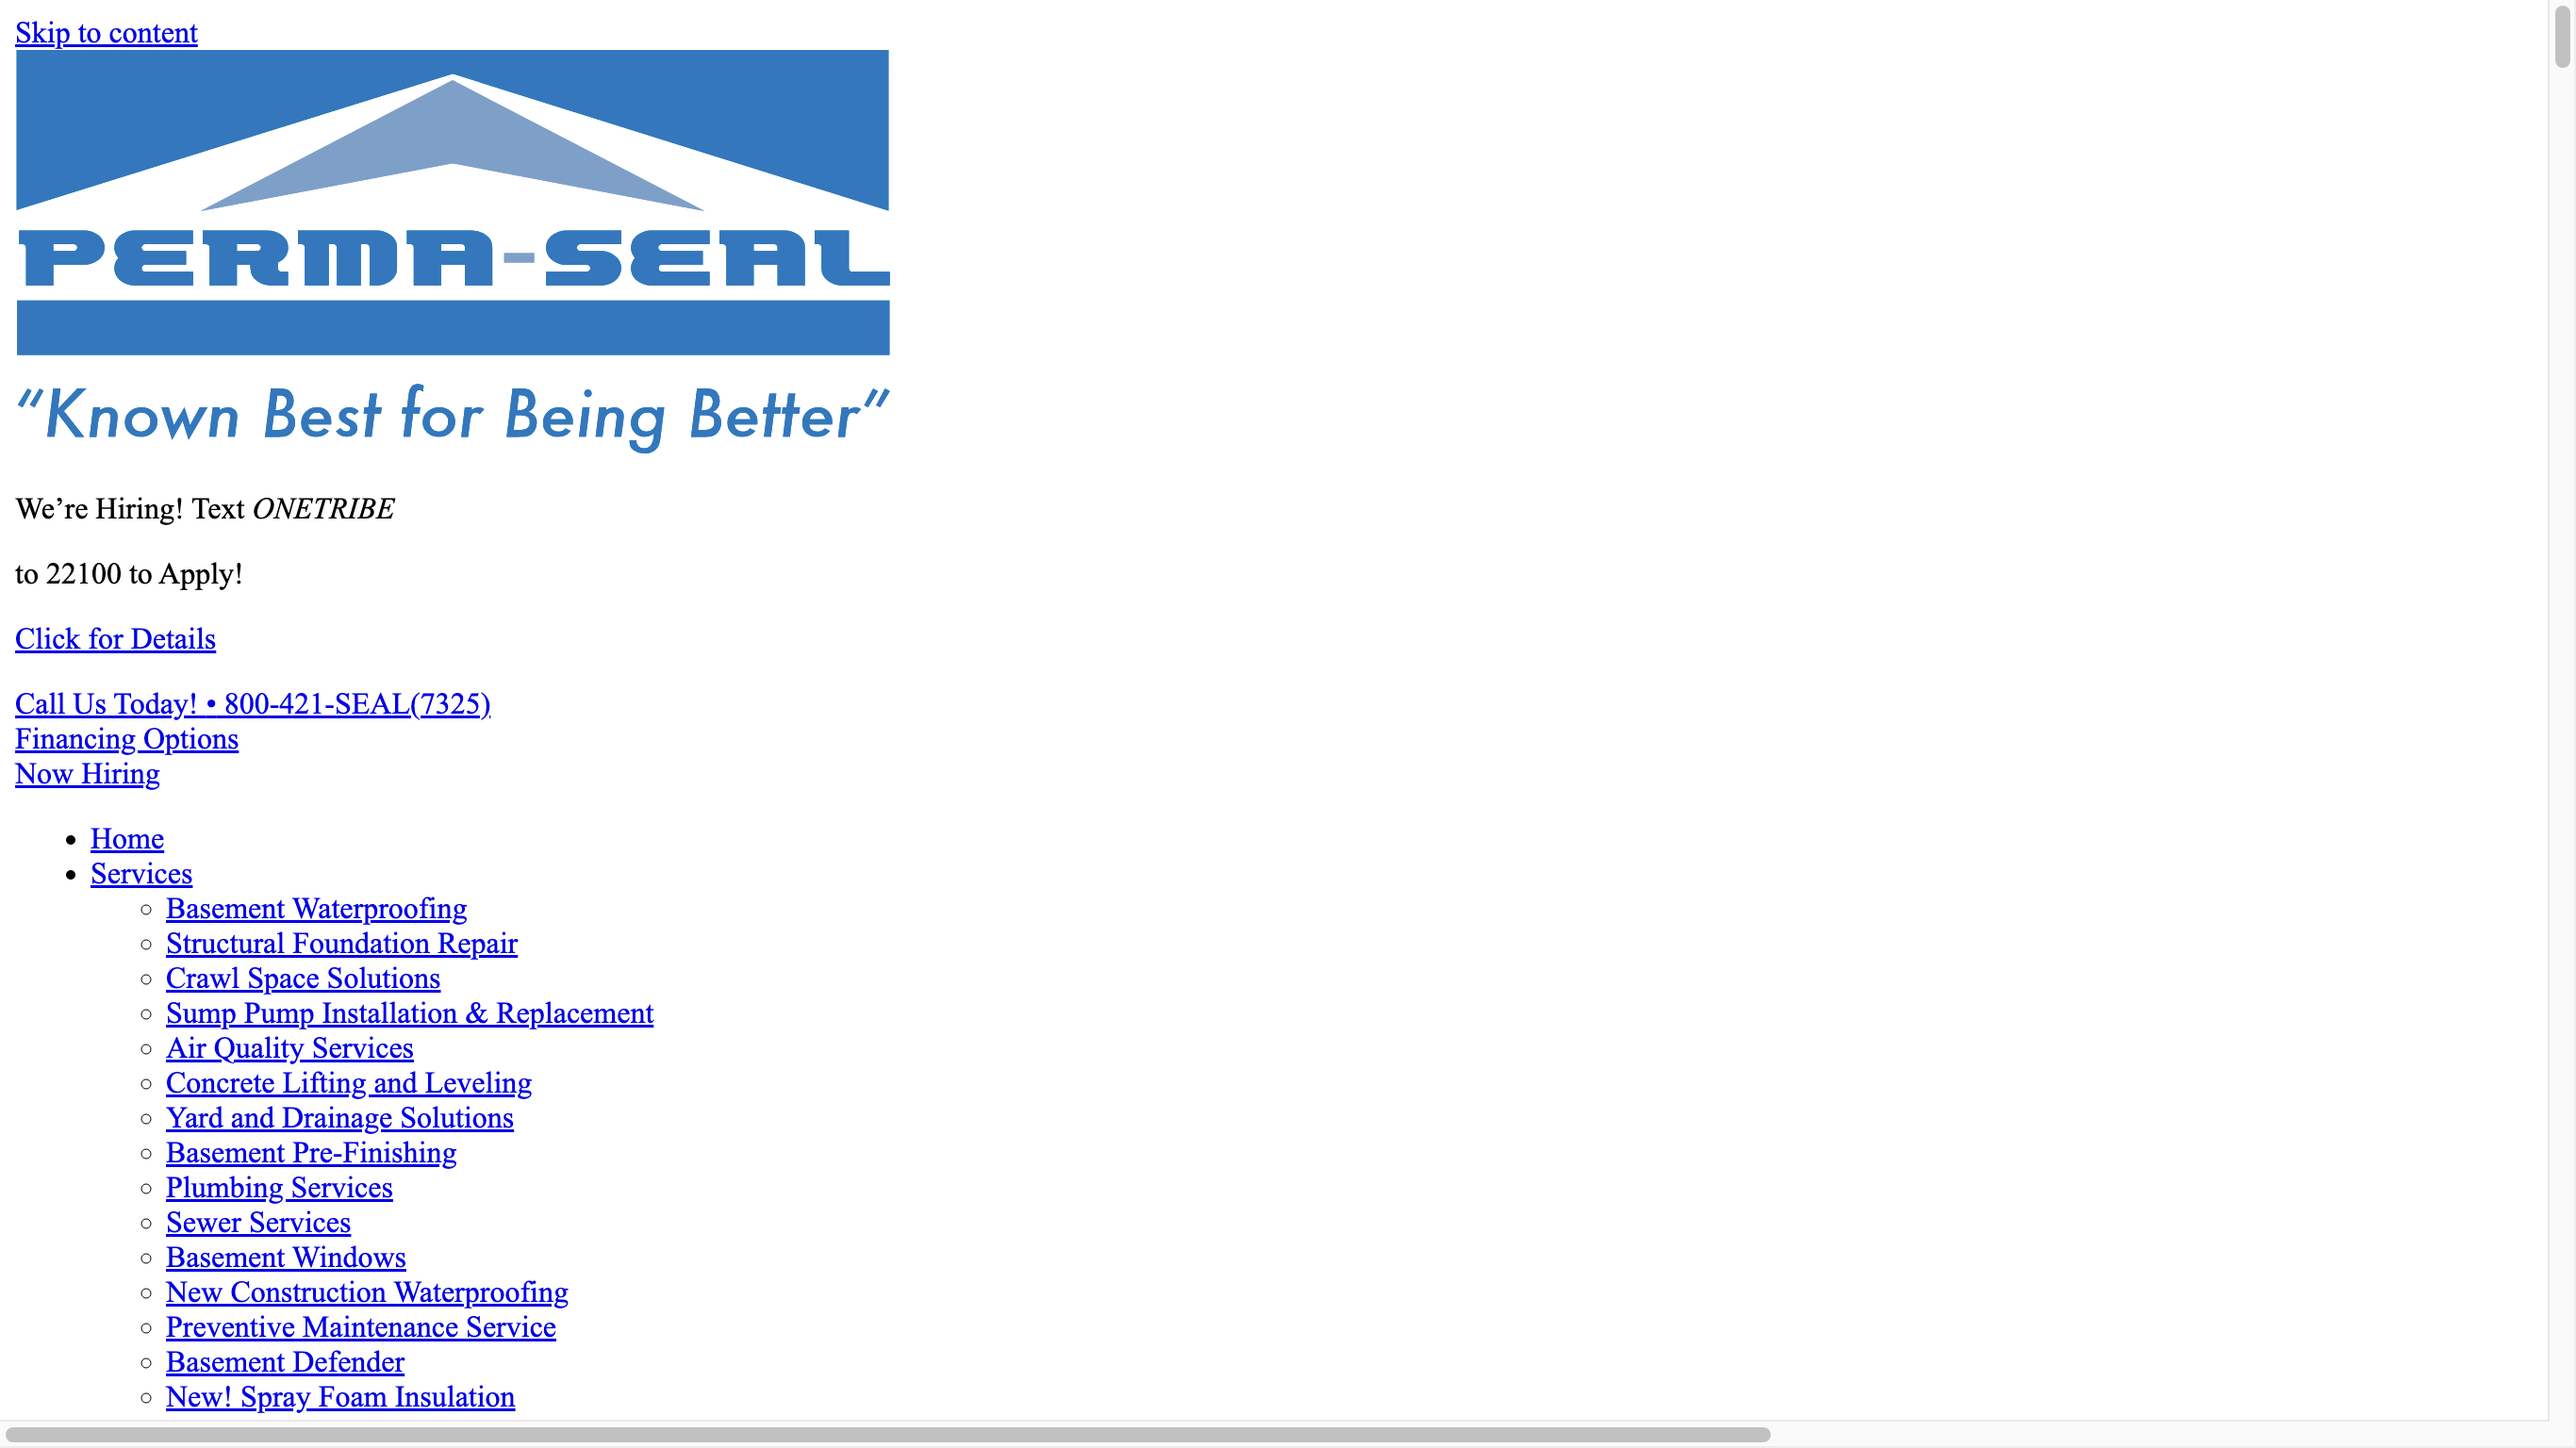 Skip to content
PERMA-SEAL
“Known Best for Being Better”
We’re Hiring! Text ONETRIBE
to 22100 to Apply!
Click for Details
Call Us Today! • 800-421-SEAL(7325)
Financing Options
Now Hiring
Home
Services
Basement Waterproofing
Structural Foundation Repair
Crawl Space Solutions
Sump Pump Installation & Replacement
Air Quality Services
Concrete Lifting and Leveling
Yard and Drainage Solutions
Basement Pre-Finishing
Plumbing Services
Sewer Services
Basement Windows
New Construction Waterproofing
Preventive Maintenance Service
Basement Defender
New! Spray Foam Insulation